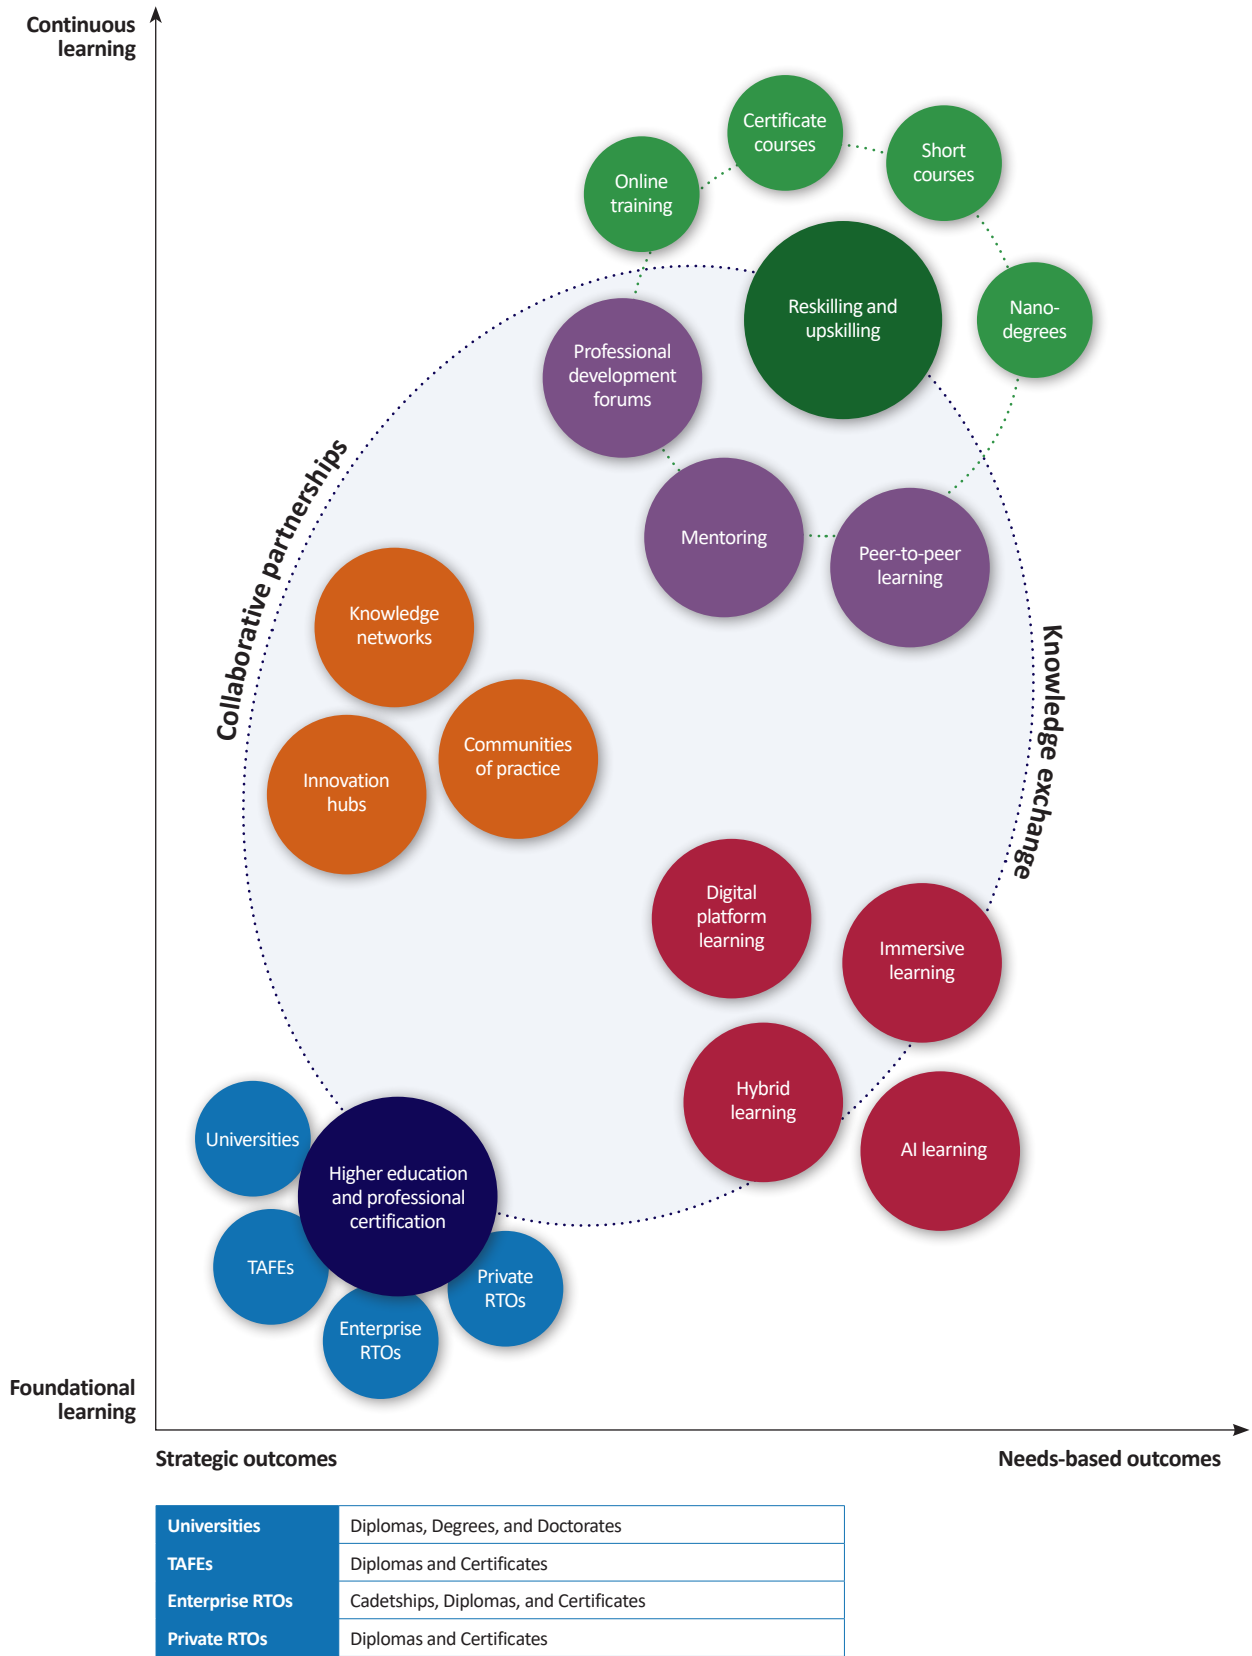 Continuous
learning
Certificate
courses
Short
courses
Online
training
Reskilling and
upskilling
Nano-
degrees
Professional
development
forums
Mentoring
Peer-to-peer
learning
Collaborative partnerships
Knowledge
networks
Communities
of practice
Innovation
hubs
Knowledge exchange
Digital
platform
learning
Immersive
learning
Hybrid
learning
AI learning
Universities
Higher education
and professional
certification
TAFEs
Private
RTOs
Enterprise
RTOs
Foundational
learning
Strategic outcomes
Needs-based outcomes
Universities Diplomas, Degrees, and Doctorates
TAFEs Diplomas and Certificates
Enterprise RTOs Cadetships, Diplomas, and Certificates
Private RTOs Diplomas and Certificates